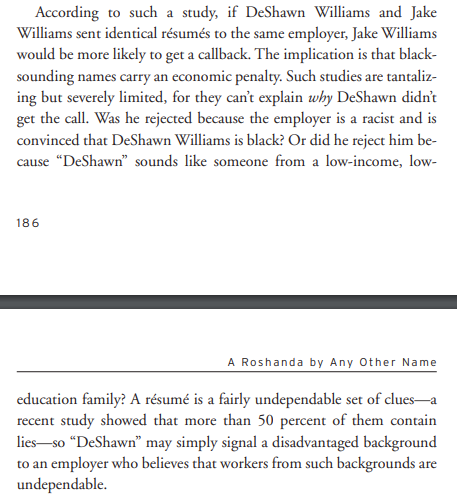 According to such a study, if DeShawn Williams and Jake
Williams sent identical résumés to the same employer, Jake Williams
would be more likely to get a callback. The implication is that black-
sounding names carry an economic penalty. Such studies are tantaliz-
ing but severely limited, for they can’t explain why DeShawn didn’t
get the call. Was he rejected because the employer is a racist and is
convinced that DeShawn Williams is black? Or did he reject him be-
cause “DeShawn” sounds like someone from a low-income, low-
186
A Roshanda by Any Other Name
education family? A résumé is a fairly undependable set of clues—a
recent study showed that more than 50 percent of them contain
lies—so “DeShawn” may simply signal a disadvantaged background
to an employer who believes that workers from such backgrounds are
undependable.